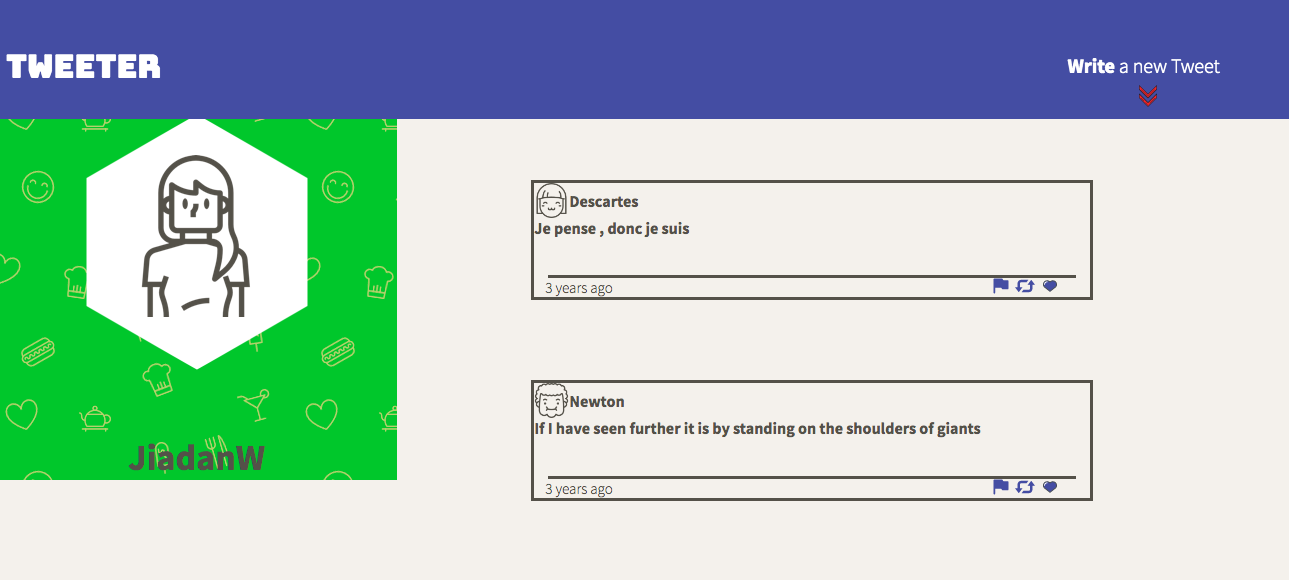 TWEETER
Write a new Tweet
JiadanW
Descartes
Je pense , donc je suis
3 years ago
Newton
If I have seen further it is by standing on the shoulders of giants
3 years ago